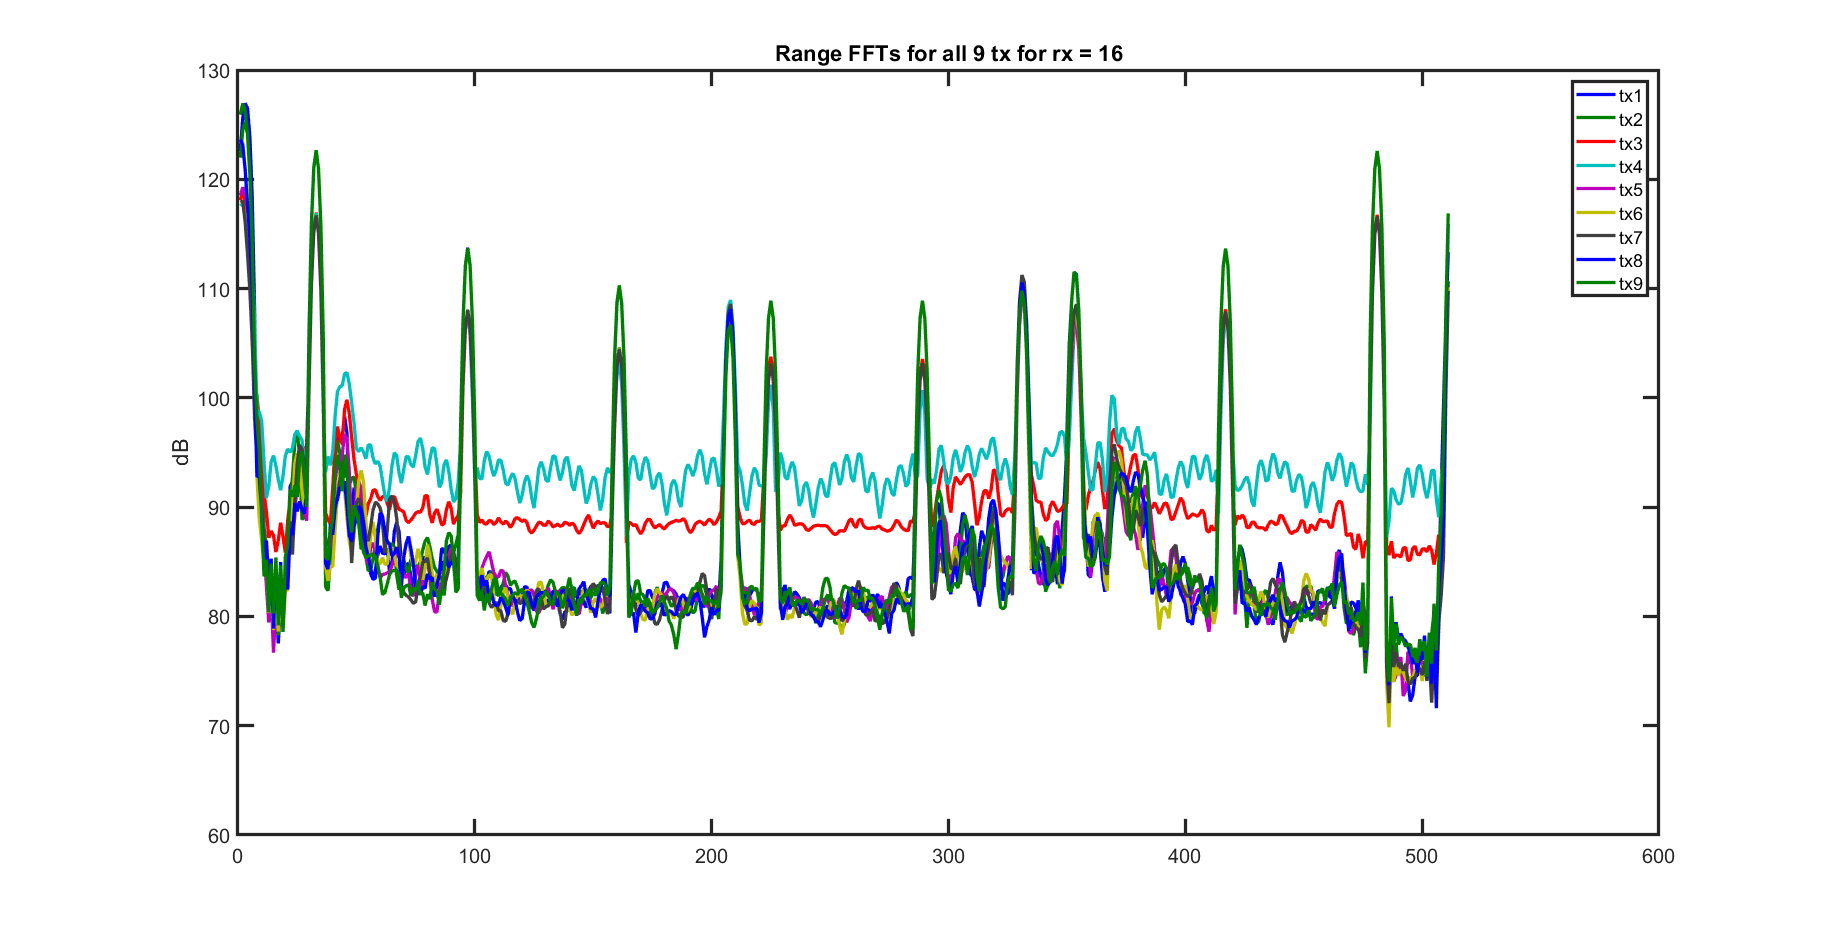 Range FFTs for all 9 tx for rx = 16
130
120
110
100
90
80
70
60
dB
0
100
200
300
400
500
600
tx1
tx2
tx3
tx4
tx5
tx6
tx7
tx8
tx9